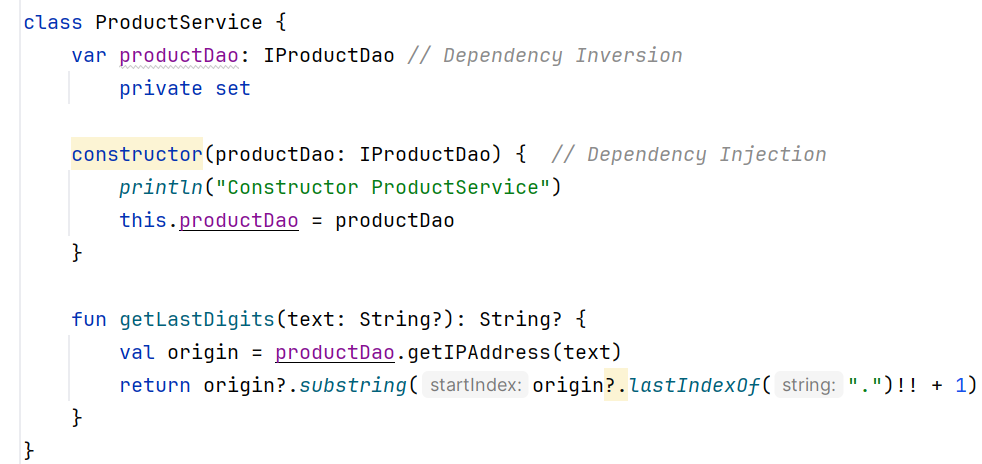 class ProductService {
var productDao: IProductDao // Dependency Inversion
private set
constructor(productDao: IProductDao) {  // Dependency Injection
println("Constructor ProductService")
this.productDao = productDao
}
fun getLastDigits(text: String?): String? {
val origin = productDao.getIPAddress(text)
return origin?.substring( startIndex: origin?.lastIndexOf( string: ".")!! + 1)
}
}